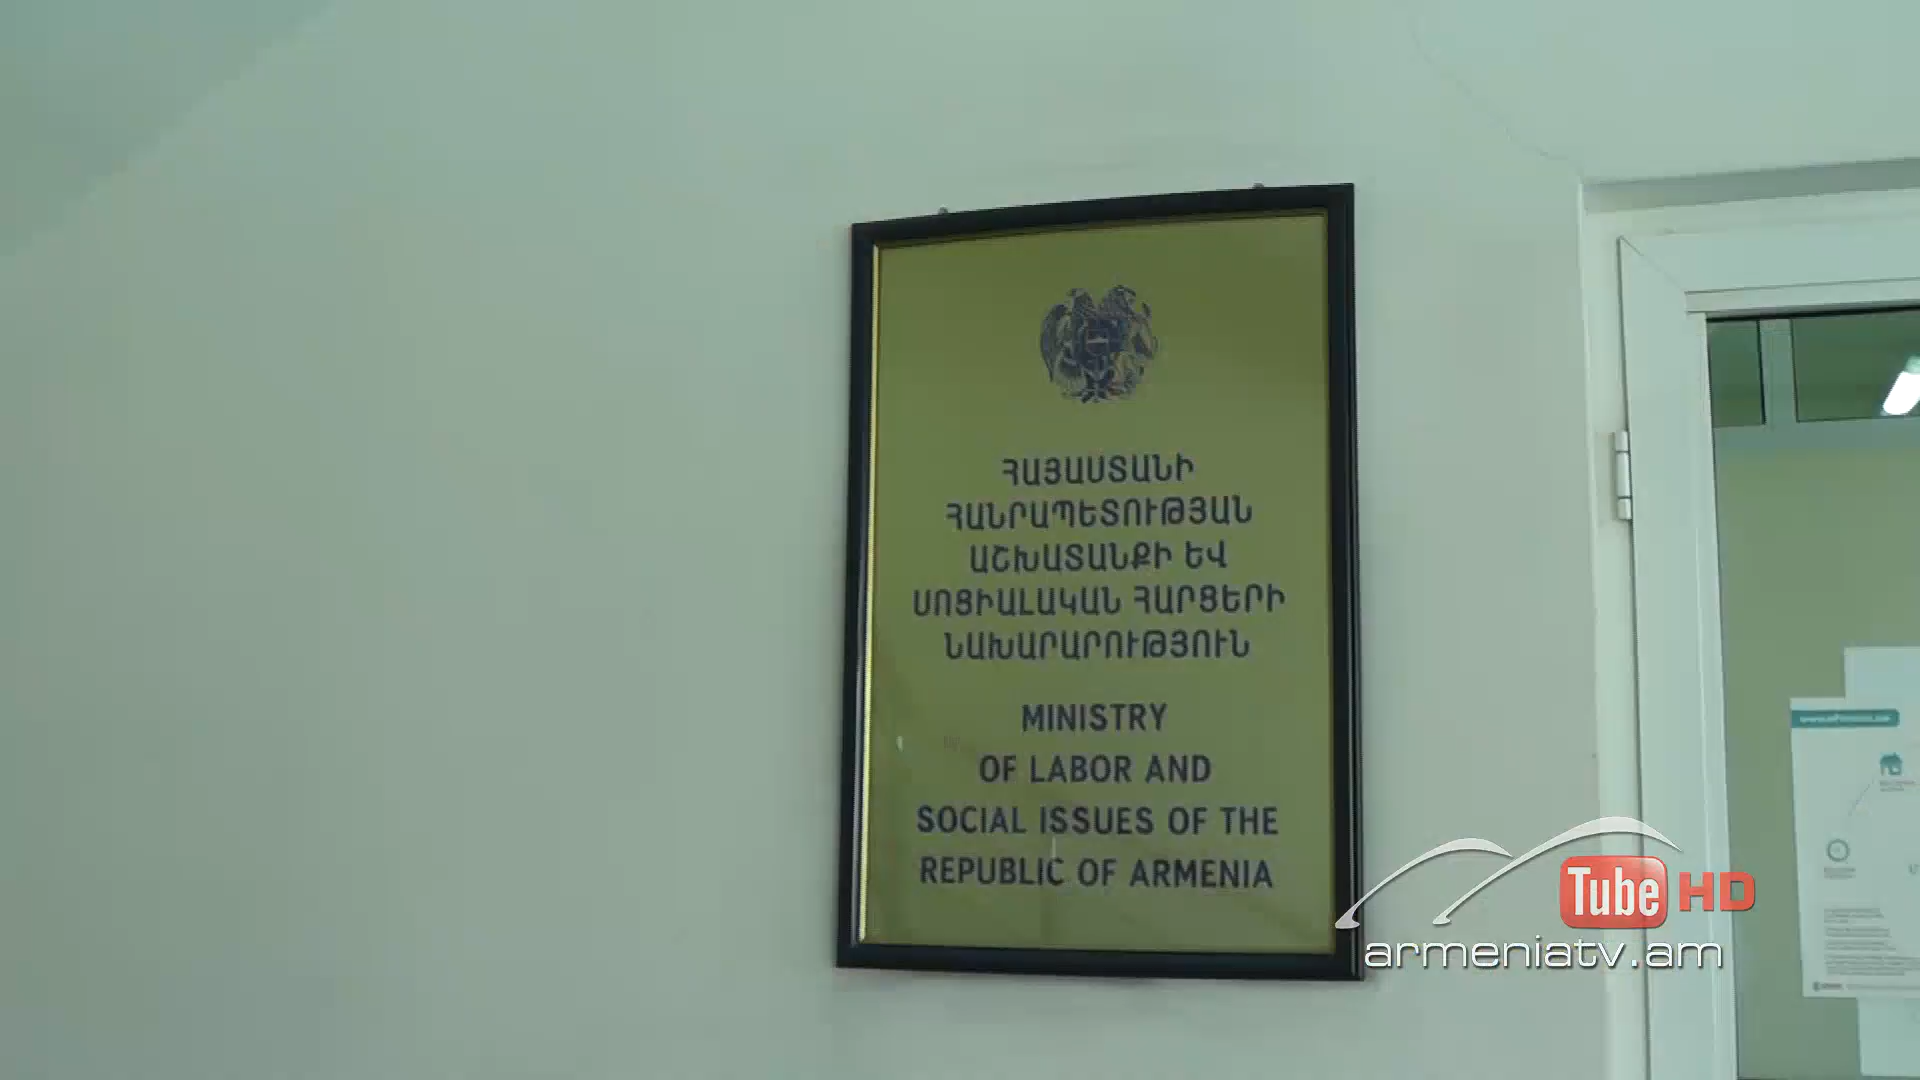 ՀԱՅԱՍՏԱՆԻ
ՀԱՆՐԱՊԵՏՈՒԹՅԱՆ
ԱՇԽԱՏԱՆՔԻ ԵՎ
ՍՈՑԻԱԼԱԿԱՆ ՀԱՐՑԵՐԻ
ՆԱԽԱՐԱՐՈՒԹՅՈՒՆ
MINISTRY
OF LABOR AND
SOCIAL ISSUES OF THE
REPUBLIC OF ARMENIA
Tube HD
armeniatv.am